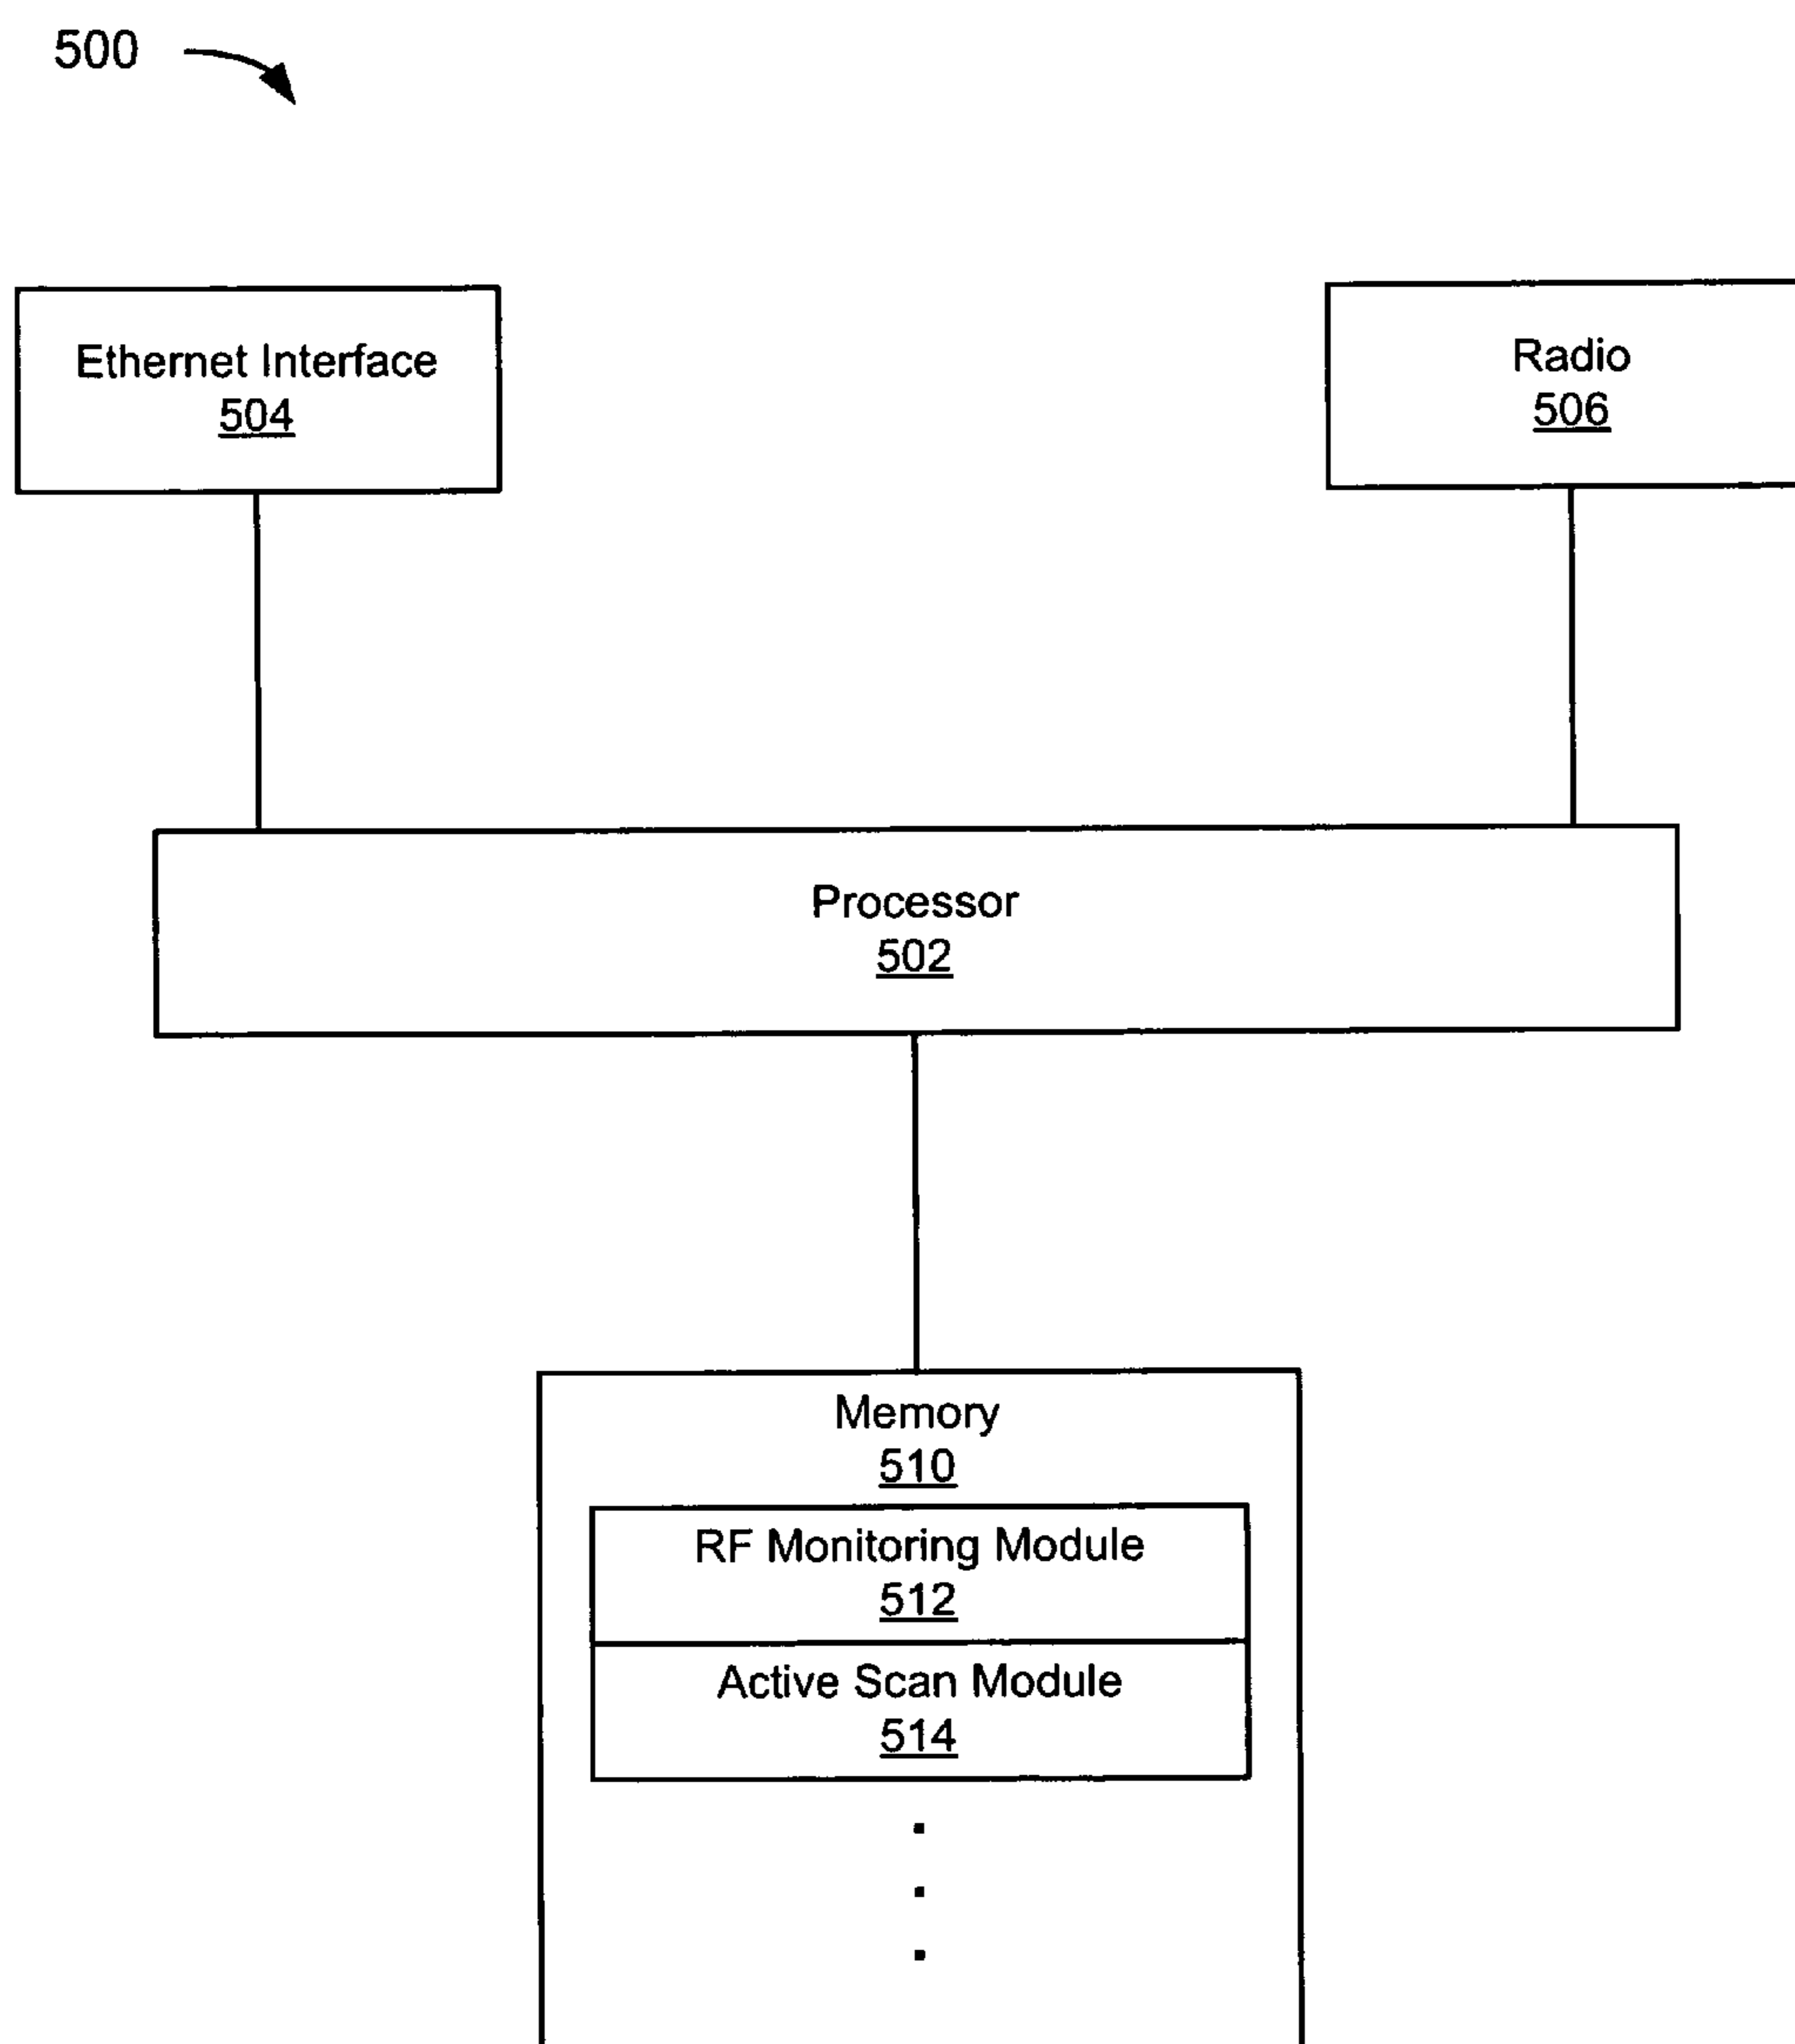 500
Ethernet Interface
504
Radio
506
Processor
502
Memory
510
RF Monitoring Module
512
Active Scan Module
514